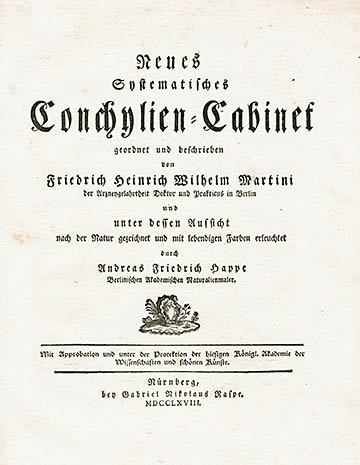 Neues
Systematisches
Conchylien-Cabinet
geordnet und beschrieben
von
Friedrich Heinrich Wilhelm Martini
der Arzneygelahrtheit Doktor und Prakticus in Berlin
und
unter dessen Aufsicht
nach der Natur gezeichnet und mit lebendigen Farben erleuchtet
durch
Andreas Friedrich Happe
Berlinischen Akademischen Naturalienmaler.
Mit Approbation und unter der Protektion der hiesigen Königl. Akademie der
Wissenschaften und schönen Künste.
Nürnberg,
bey Gabriel Nikolaus Raspe.
MDCCLXVIII.